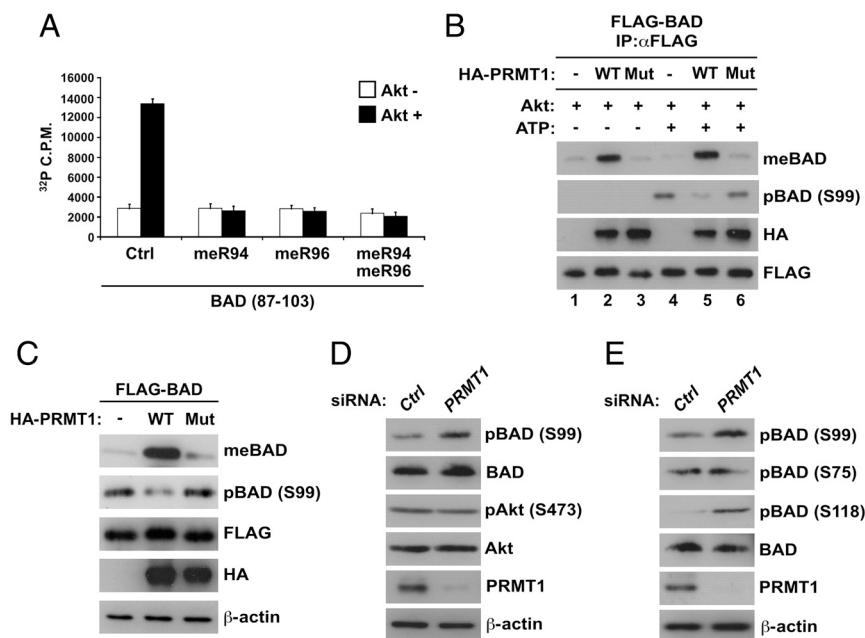 A
³²P C.P.M.
16000
14000
12000
10000
8000
6000
4000
2000
0
Akt -
Akt +
Ctrl
meR94
meR96
meR94
meR96
BAD (87-103)
B
FLAG-BAD
IP:αFLAG
HA-PRMT1: - WT Mut - WT Mut
Akt: + + + + + +
ATP: - - - + + +
meBAD
pBAD (S99)
HA
FLAG
1 2 3 4 5 6
C
FLAG-BAD
HA-PRMT1: - WT Mut
meBAD
pBAD (S99)
FLAG
HA
β-actin
D
siRNA: Ctrl PRMT1
pBAD (S99)
BAD
pAkt (S473)
Akt
PRMT1
β-actin
E
siRNA: Ctrl PRMT1
pBAD (S99)
pBAD (S75)
pBAD (S118)
BAD
PRMT1
β-actin